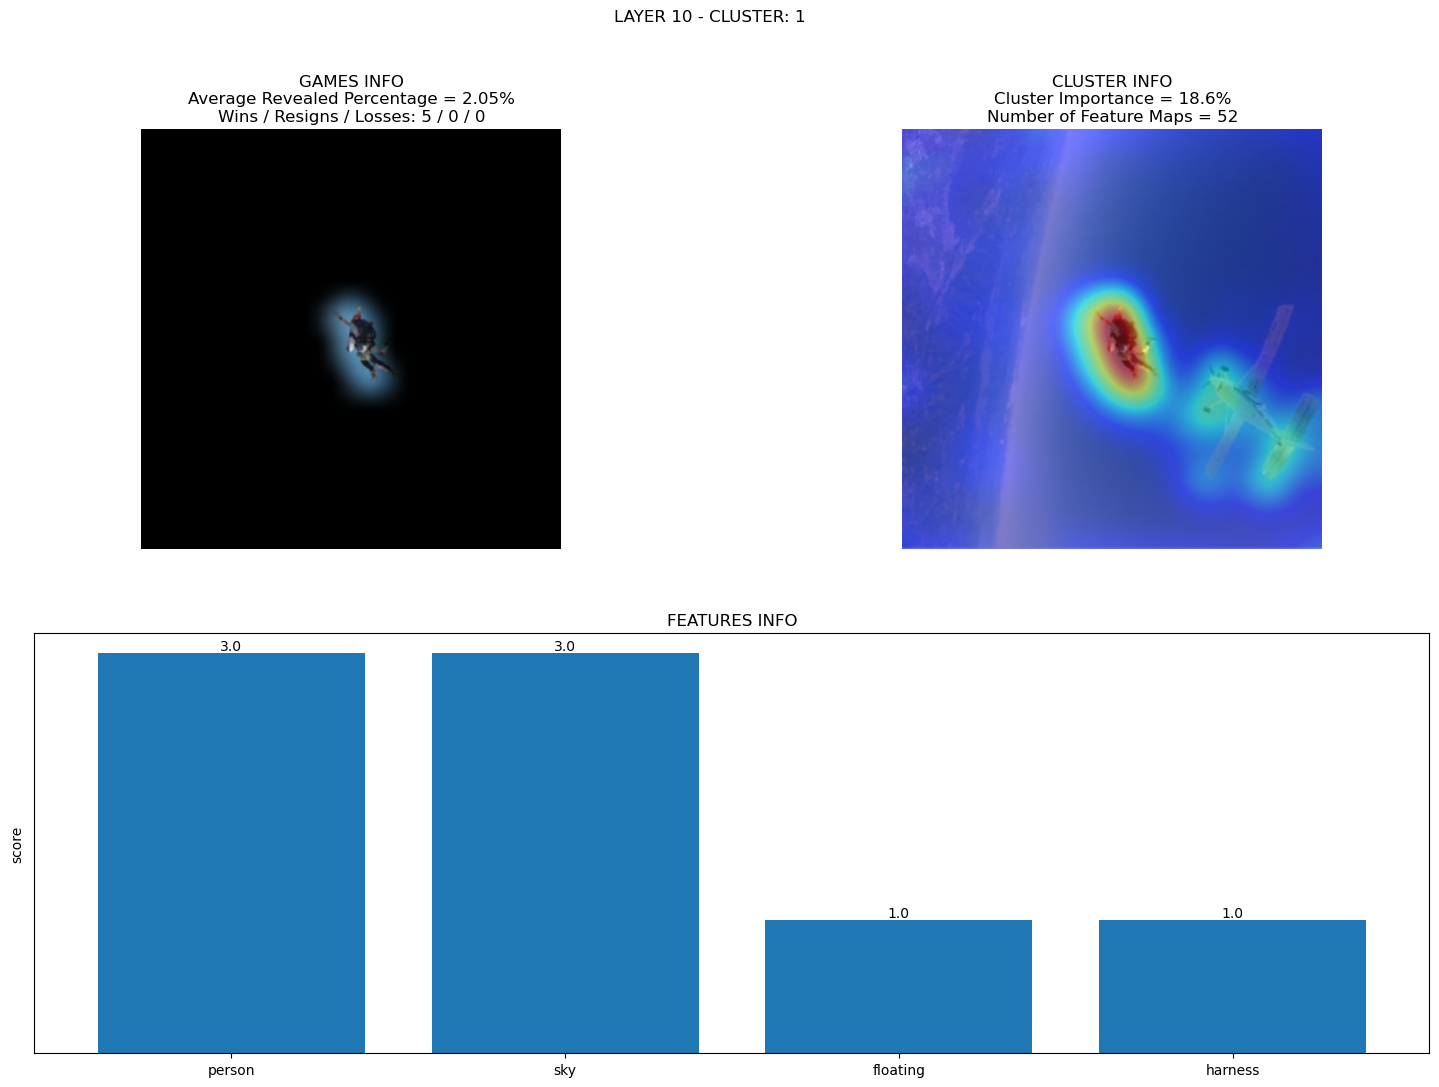 LAYER 10 - CLUSTER: 1
GAMES INFO
Average Revealed Percentage = 2.05%
Wins / Resigns / Losses: 5 / 0 / 0
CLUSTER INFO
Cluster Importance = 18.6%
Number of Feature Maps = 52
FEATURES INFO
score
3.0
3.0
1.0
1.0
person
sky
floating
harness